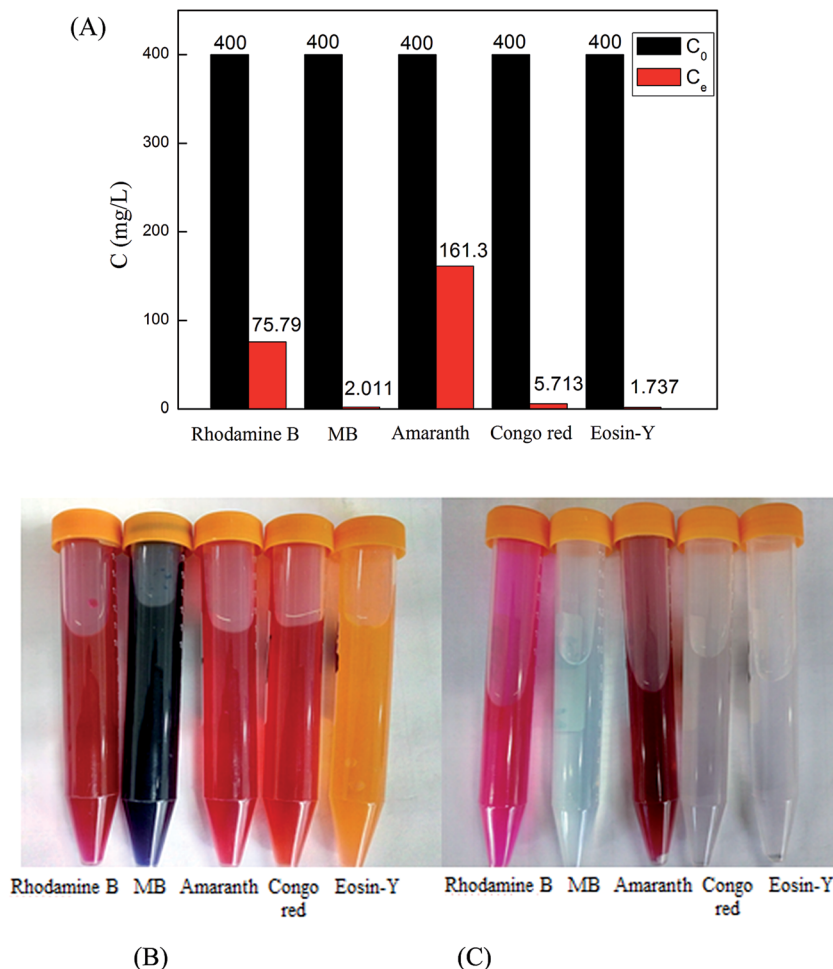 (A)
400 400 400 400 400
C0
Ce
400
300
200
100
0
C (mg/L)
161.3
75.79
2.011
5.713
1.737
Rhodamine B MB Amaranth Congo red Eosin-Y
Rhodamine B MB Amaranth Congo Eosin-Y
red
Rhodamine B MB Amaranth Congo Eosin-Y
red
(B) (C)